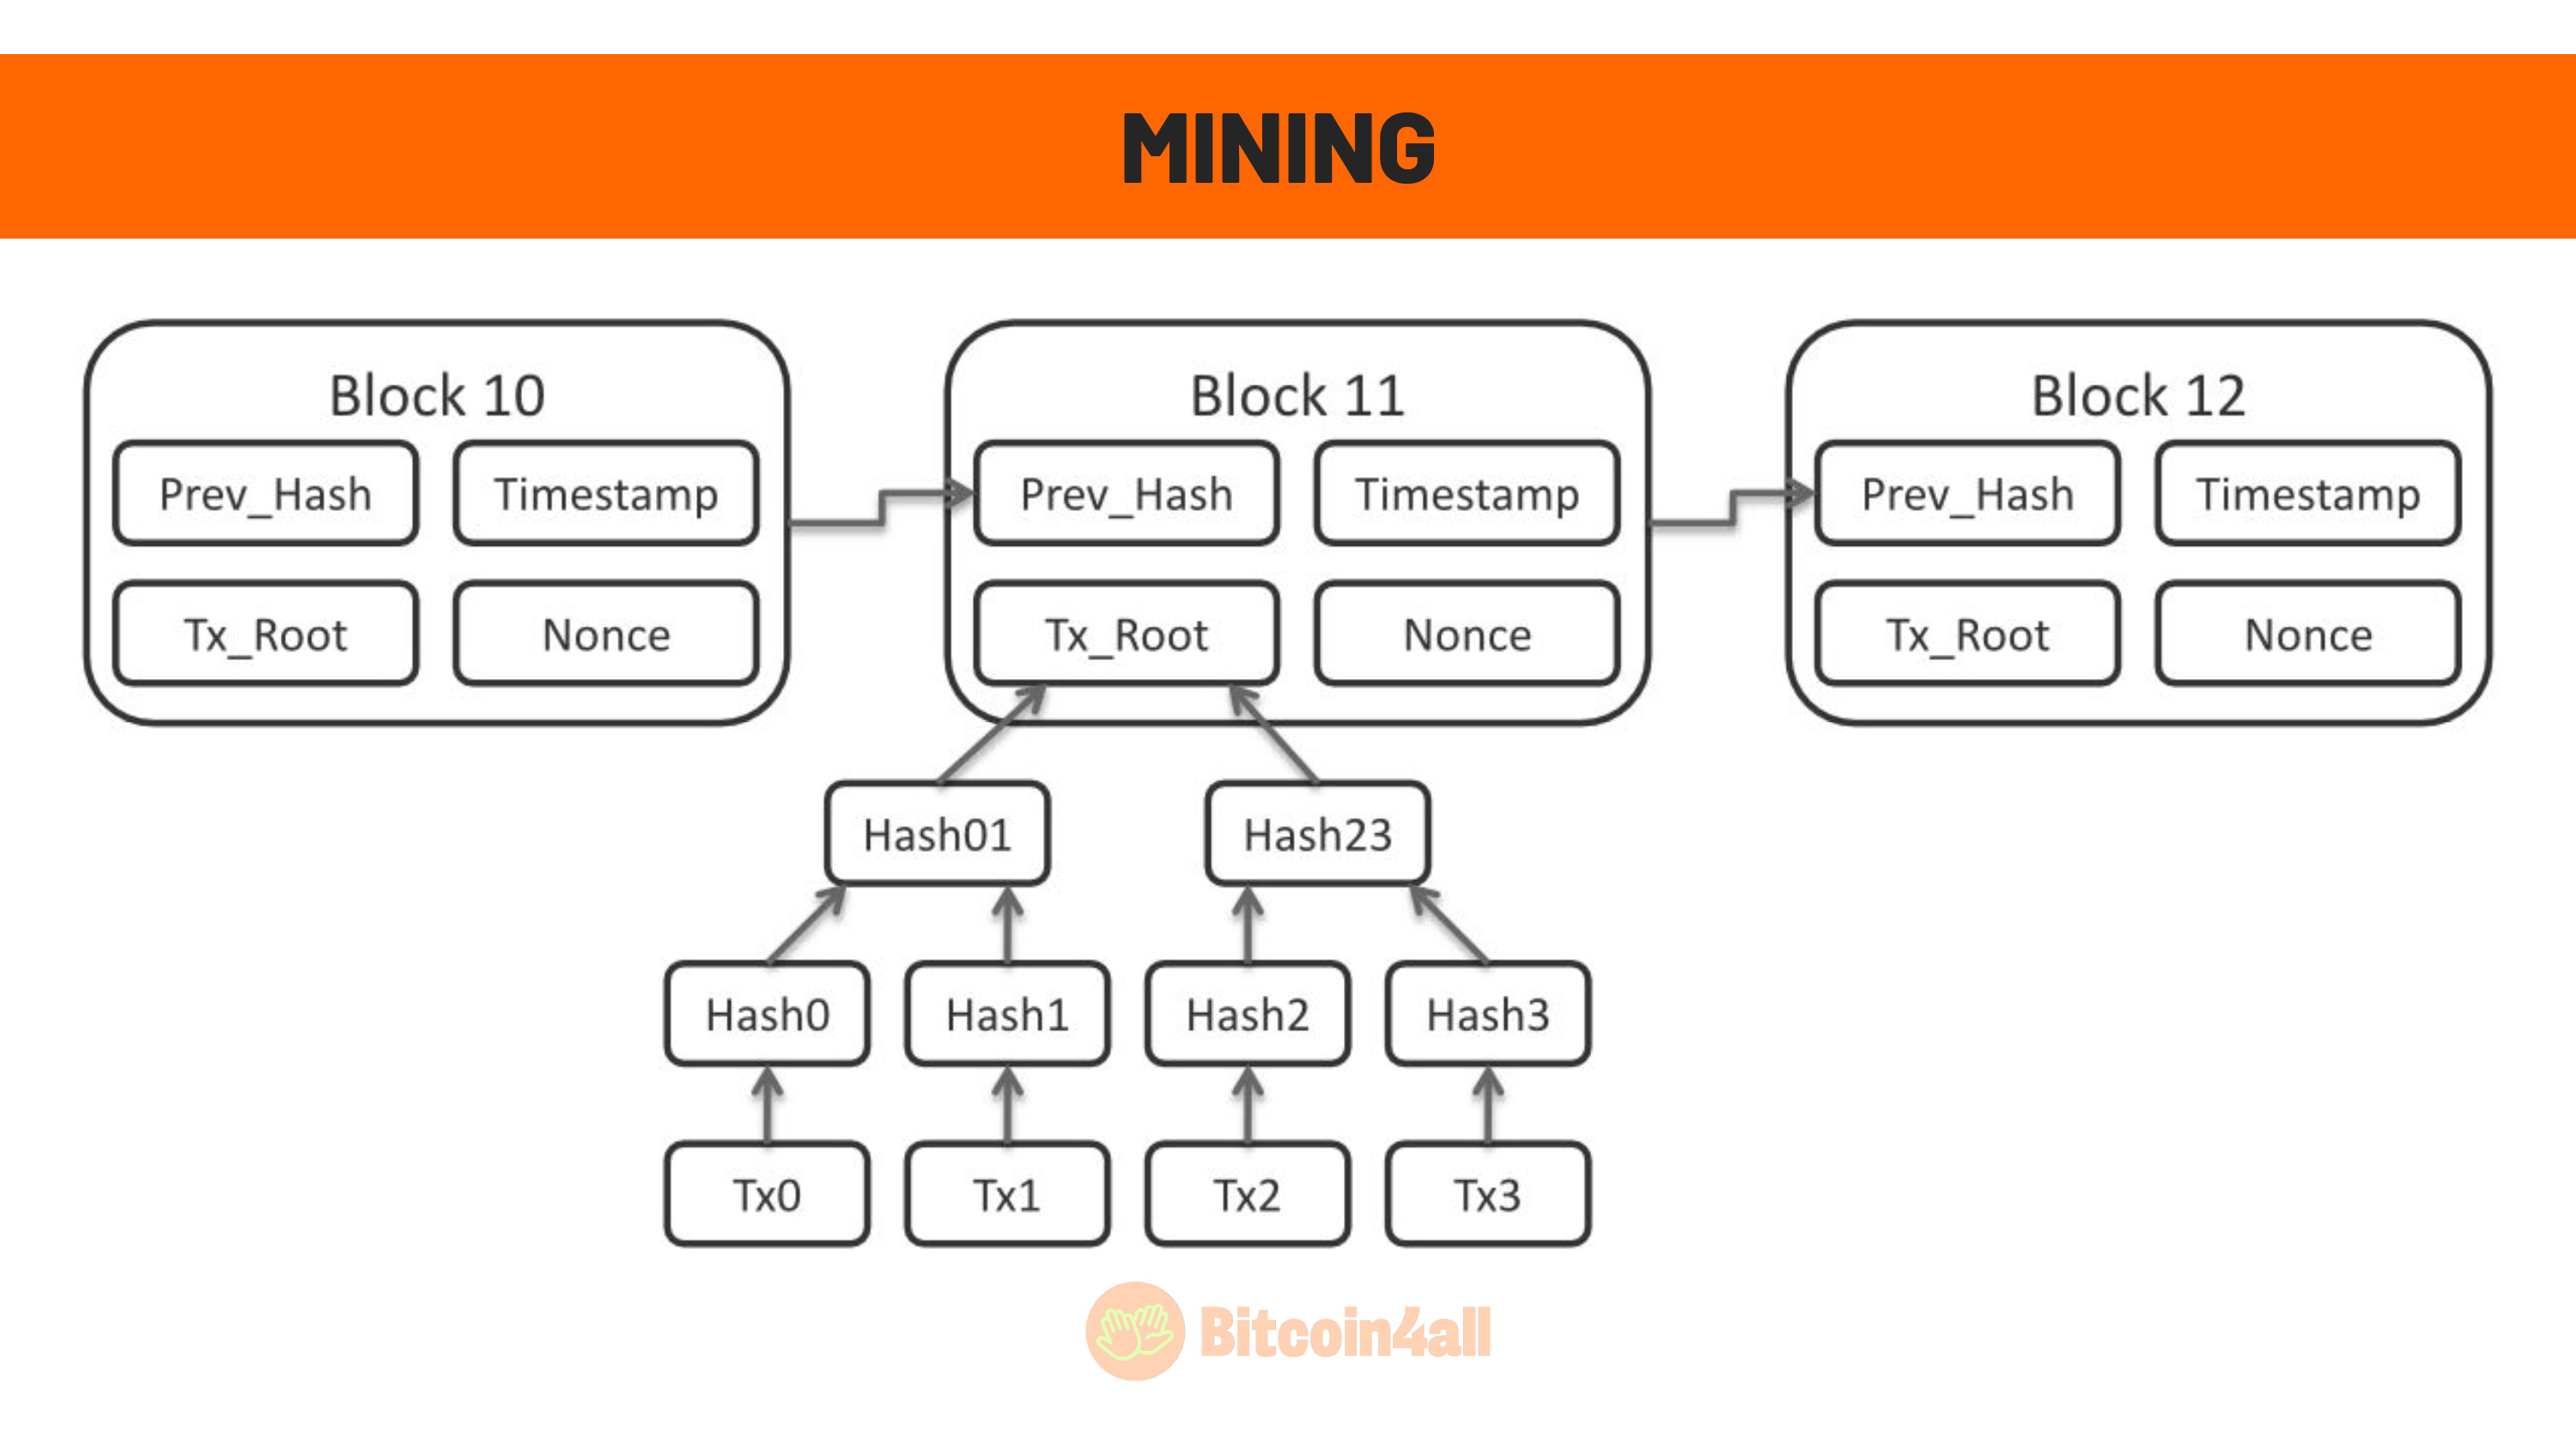 MINING
Block 10
Block 11
Block 12
Prev_Hash
Timestamp
Prev_Hash
Timestamp
Prev_Hash
Timestamp
Tx_Root
Nonce
Tx_Root
Nonce
Tx_Root
Nonce
Hash01
Hash23
Hash0
Hash1
Hash2
Hash3
Tx0
Tx1
Tx2
Tx3
Bitcoin4all